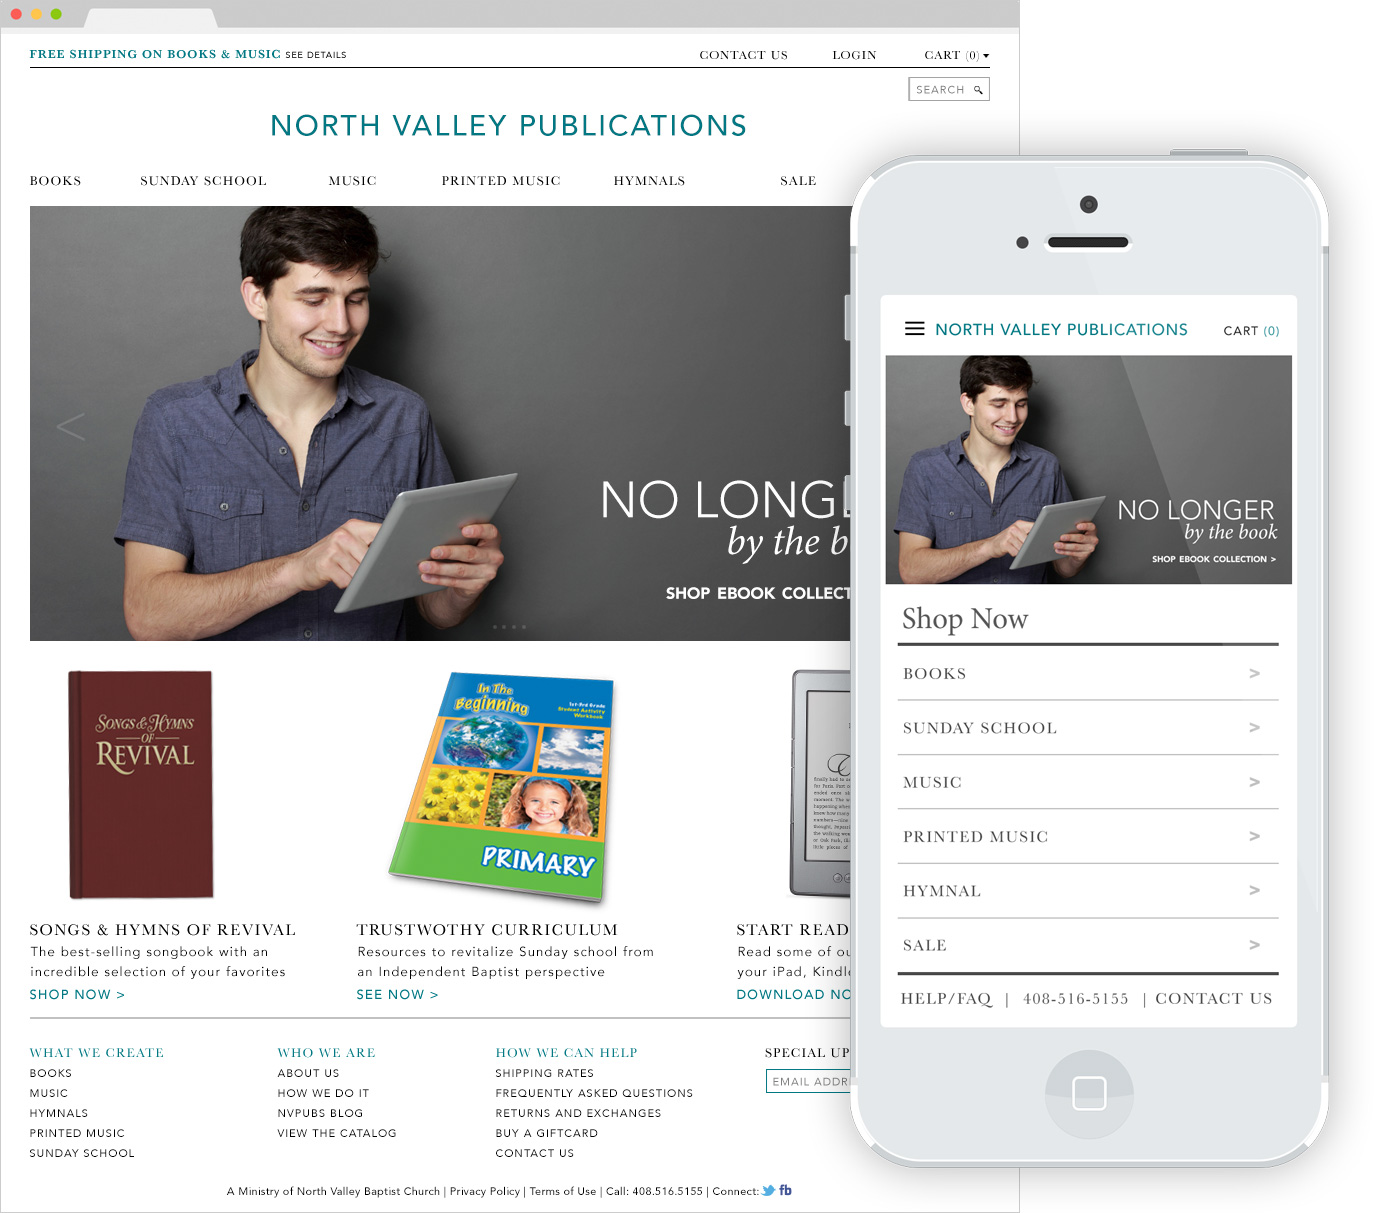 FREE SHIPPING ON BOOKS & MUSIC SEE DETAILS
CONTACT US LOGIN CART (0)
SEARCH
NORTH VALLEY PUBLICATIONS
BOOKS SUNDAY SCHOOL MUSIC PRINTED MUSIC HYMNALS SALE
NO LONG
by the b
SHOP EBOOK COLLECT
SONGS & HYMNS
OF
REVIVAL
In The
Beginning
1st-3rd Grade
Student Activity
Workbook
PRIMARY
SONGS & HYMNS OF REVIVAL
The best-selling songbook with an
incredible selection of your favorites
SHOP NOW >
TRUSTWOTHY CURRICULUM
Resources to revitalize Sunday school from
an Independent Baptist perspective
SEE NOW >
START READ
Read some of ou
your iPad, Kindl
DOWNLOAD NO
WHAT WE CREATE
BOOKS
MUSIC
HYMNALS
PRINTED MUSIC
SUNDAY SCHOOL
WHO WE ARE
ABOUT US
HOW WE DO IT
NVPUBS BLOG
VIEW THE CATALOG
HOW WE CAN HELP
SHIPPING RATES
FREQUENTLY ASKED QUESTIONS
RETURNS AND EXCHANGES
BUY A GIFTCARD
CONTACT US
SPECIAL UP
EMAIL ADDR
A Ministry of North Valley Baptist Church | Privacy Policy | Terms of Use | Call: 408.516.5155 | Connect: fb
NORTH VALLEY PUBLICATIONS CART (0)
NO LONGER
by the book
SHOP EBOOK COLLECTION >
Shop Now
BOOKS >
SUNDAY SCHOOL >
MUSIC >
PRINTED MUSIC >
HYMNAL >
SALE >
HELP/FAQ | 408-516-5155 | CONTACT US